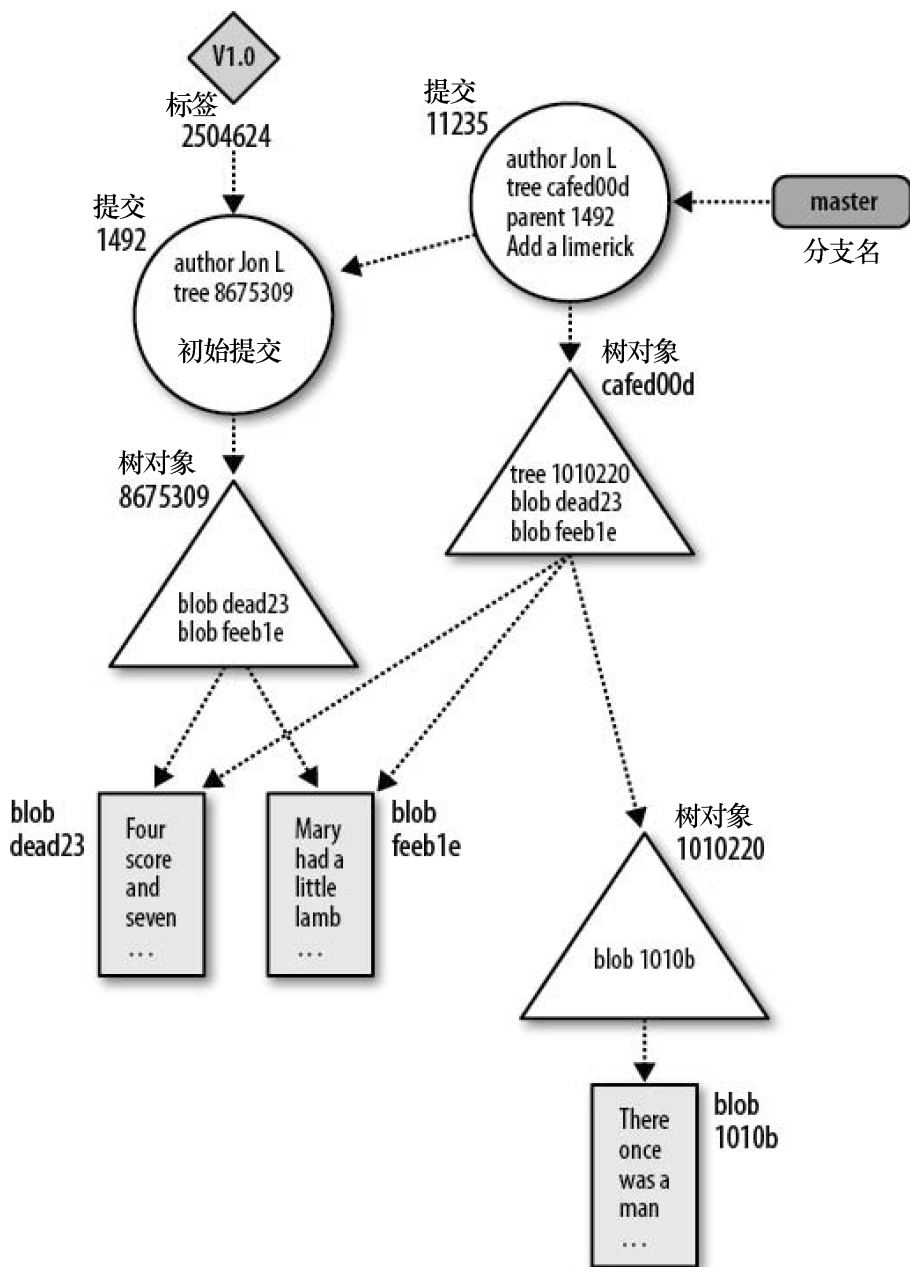 V1.0
标签
2504624
提交
11235
author Jon L
tree cafed00d
parent 1492
Add a limerick
master
分支名
提交
1492
author Jon L
tree 8675309
初始提交
树对象
cafed00d
tree 1010220
blob dead23
blob feeb1e
树对象
8675309
blob dead23
blob feeb1e
blob
dead23
Four
score
and
seven
...
Mary
had a
little
lamb
...
blob
feeb1e
树对象
1010220
blob 1010b
There
once
was a
man
...
blob
1010b